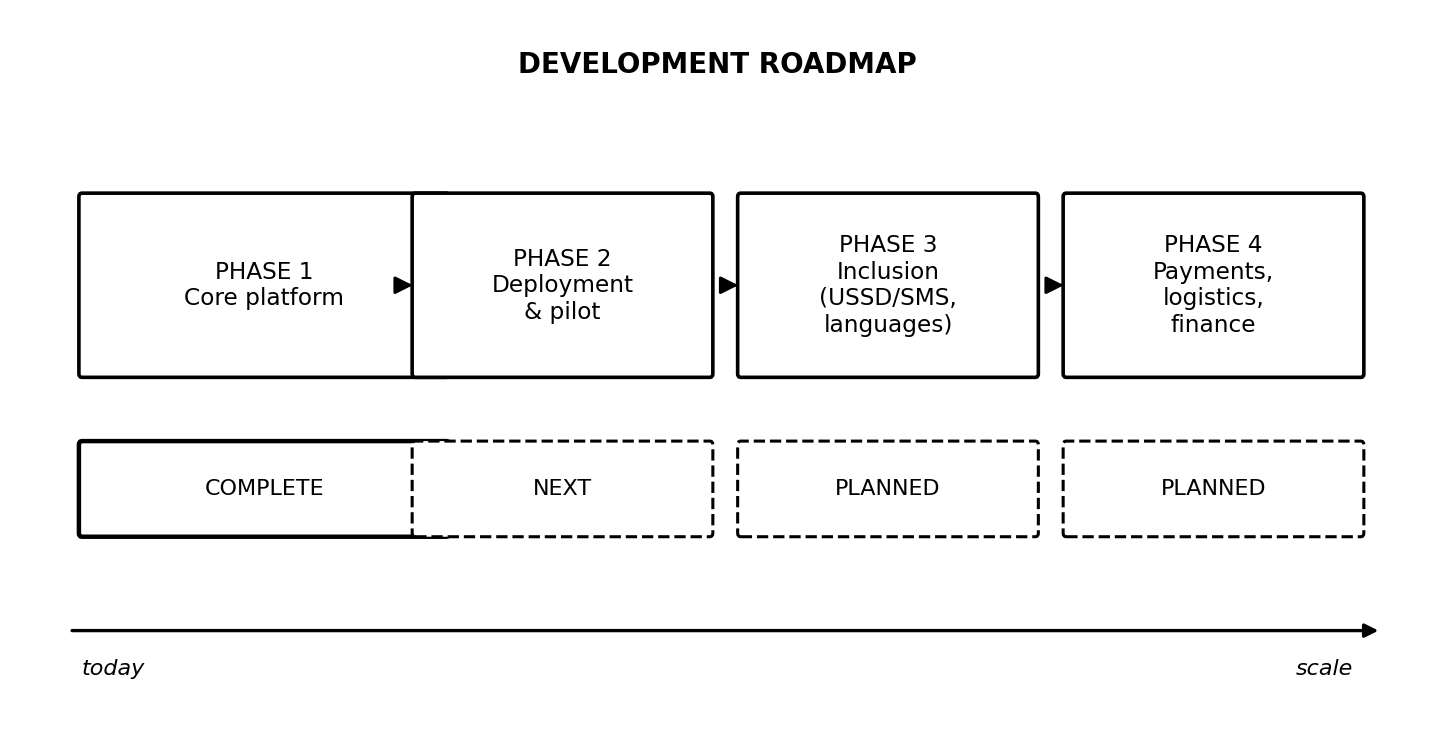 DEVELOPMENT ROADMAP
PHASE 1
Core platform
PHASE 2
Deployment
& pilot
PHASE 3
Inclusion
(USSD/SMS,
languages)
PHASE 4
Payments,
logistics,
finance
COMPLETE
NEXT
PLANNED
PLANNED
today
scale